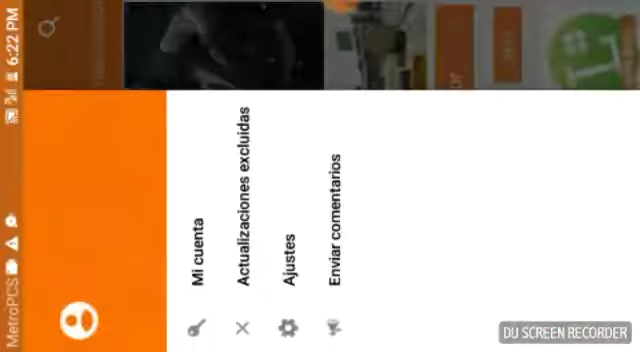 MetroPCS 6:22 PM
Mi cuenta
Actualizaciones excluidas
Ajustes
Enviar comentarios
DU SCREEN RECORDER